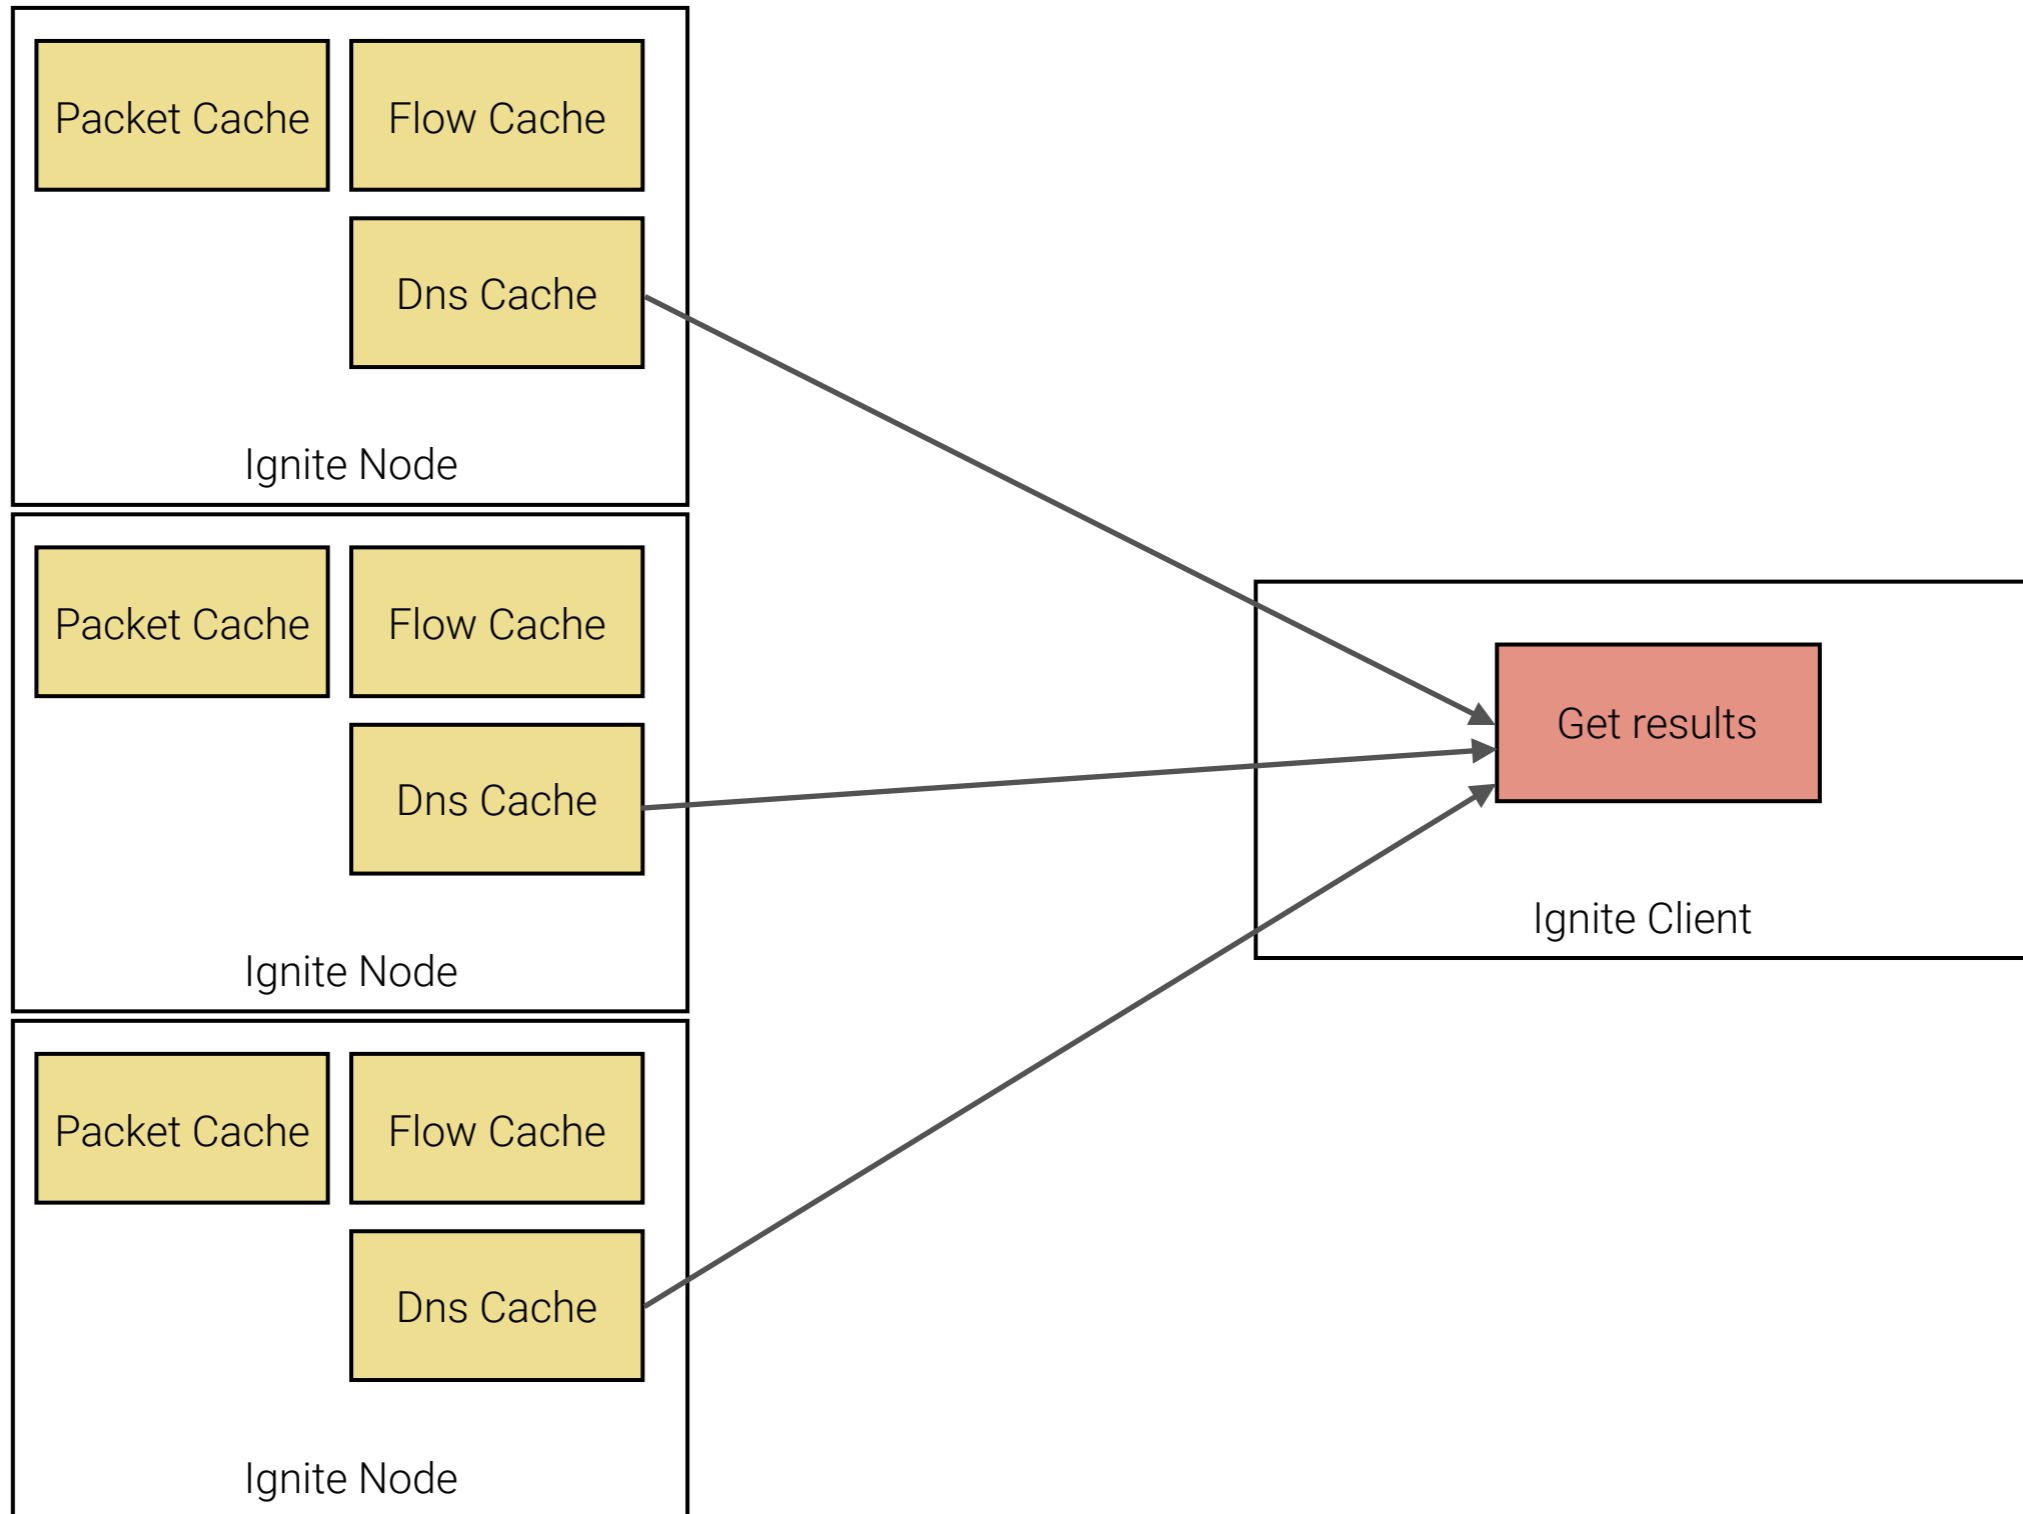 Packet Cache
Flow Cache
Dns Cache
Ignite Node
Packet Cache
Flow Cache
Dns Cache
Ignite Node
Packet Cache
Flow Cache
Dns Cache
Ignite Node
Get results
Ignite Client